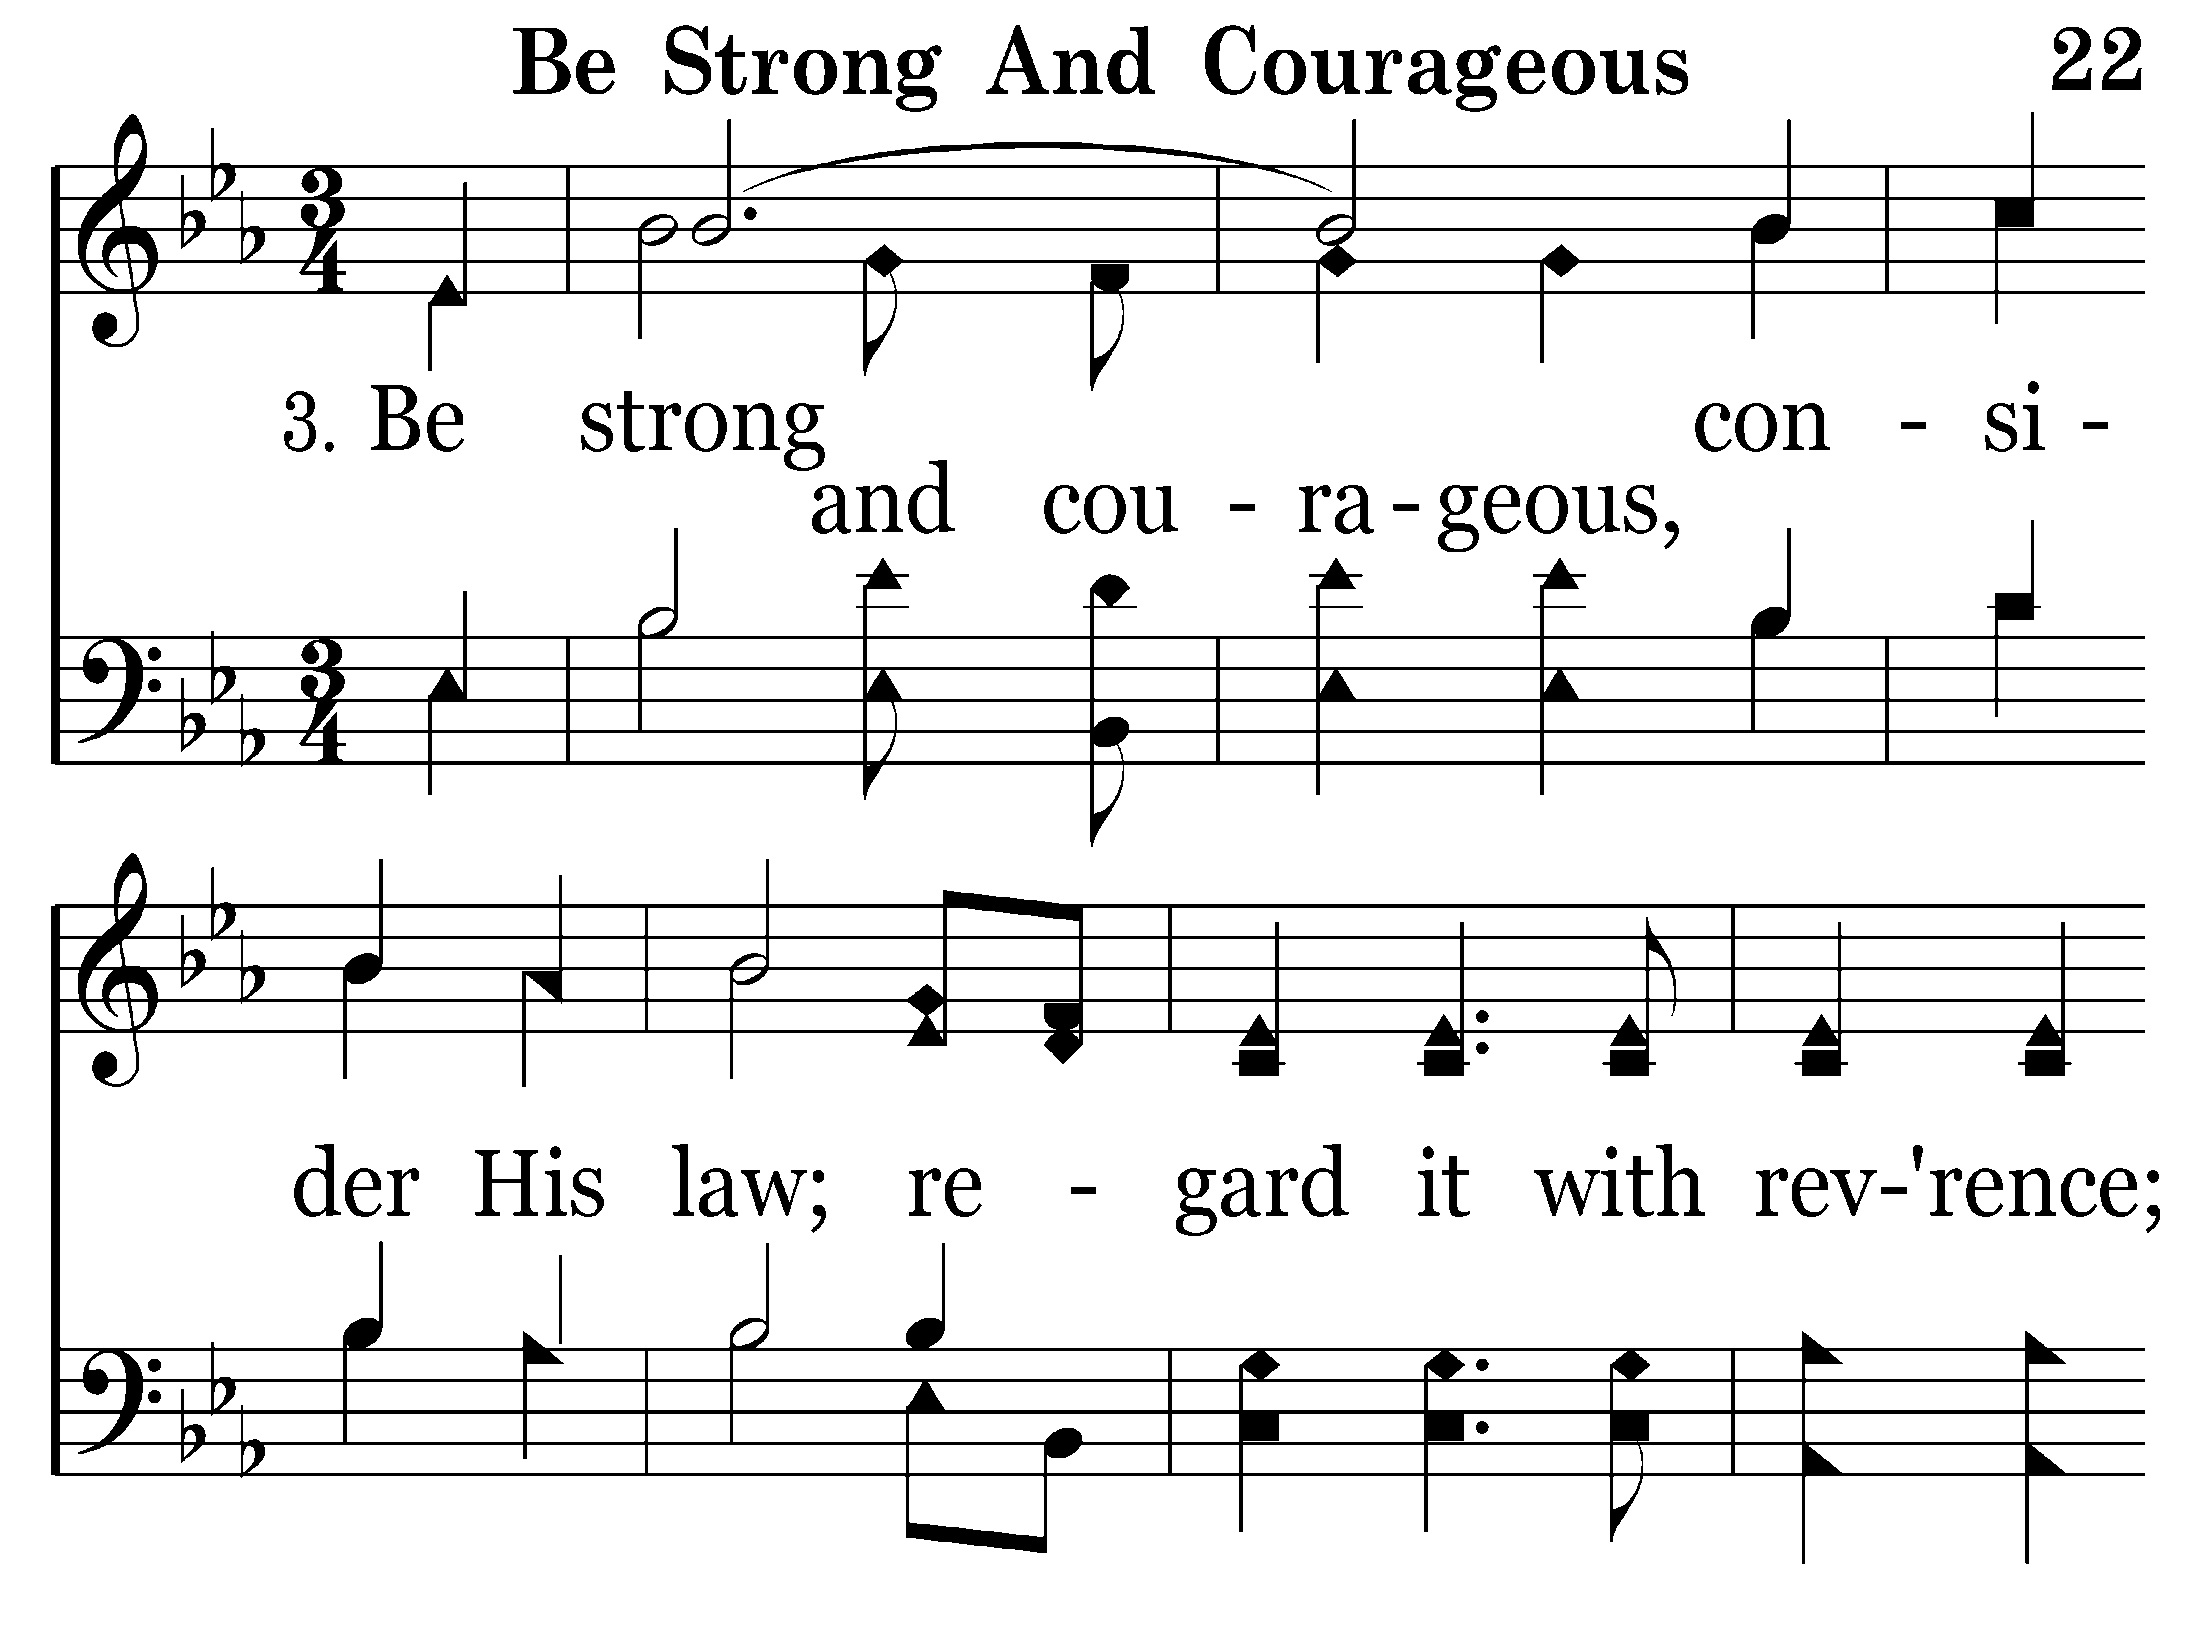 Be Strong And Courageous 22
3. Be strong con - si -
and cou - ra - geous,
der His law; re - gard it with rev-'rence;